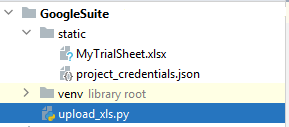 GoogleSuite
static
MyTrialSheet.xlsx
project_credentials.json
venv library root
upload_xls.py